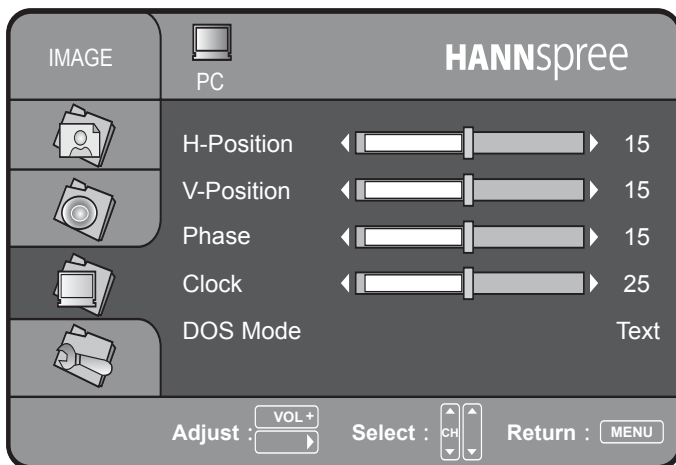 IMAGE
PC
HANNspree
H-Position 15
V-Position 15
Phase 15
Clock 25
DOS Mode Text
Adjust : VOL+ Select : CH Return : MENU